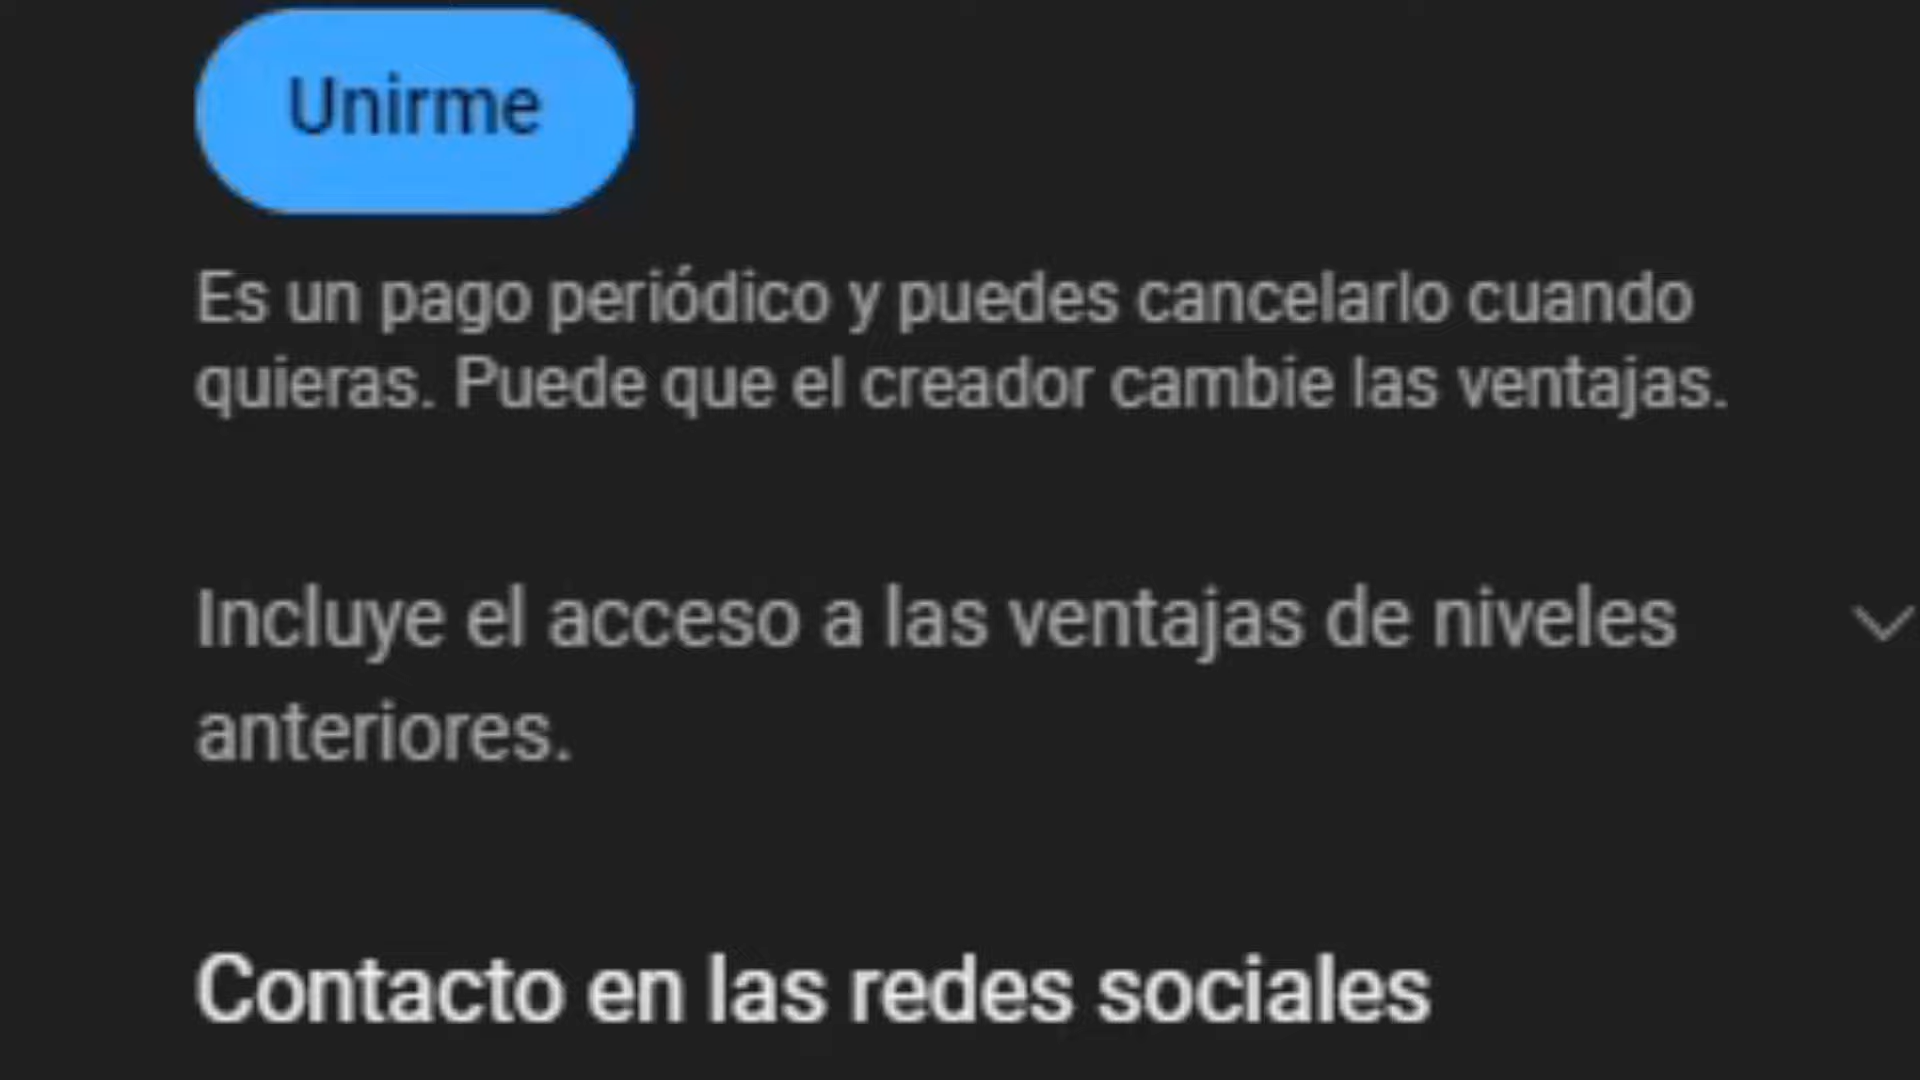 Unirme
Es un pago periódico y puedes cancelarlo cuando
quieras. Puede que el creador cambie las ventajas.
Incluye el acceso a las ventajas de niveles
anteriores.
Contacto en las redes sociales